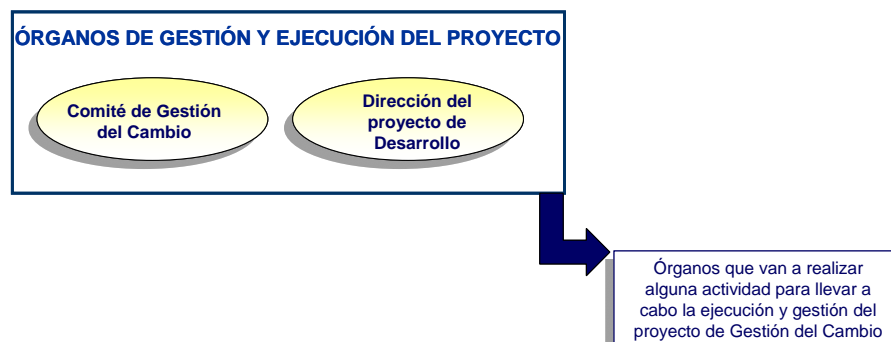 ÓRGANOS DE GESTIÓN Y EJECUCIÓN DEL PROYECTO
Comité de Gestión
del Cambio
Dirección del
proyecto de
Desarrollo
Órganos que van a realizar
alguna actividad para llevar a
cabo la ejecución y gestión del
proyecto de Gestión del Cambio